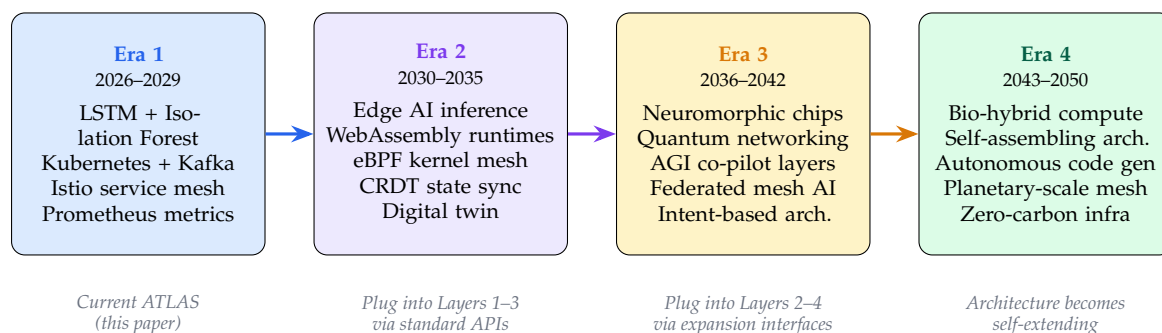 Era 1
2026–2029
LSTM + Iso-
lation Forest
Kubernetes + Kafka
Istio service mesh
Prometheus metrics
Current ATLAS
(this paper)
Era 2
2030–2035
Edge AI inference
WebAssembly runtimes
eBPF kernel mesh
CRDT state sync
Digital twin
Plug into Layers 1–3
via standard APIs
Era 3
2036–2042
Neuromorphic chips
Quantum networking
AGI co-pilot layers
Federated mesh AI
Intent-based arch.
Plug into Layers 2–4
via expansion interfaces
Era 4
2043–2050
Bio-hybrid compute
Self-assembling arch.
Autonomous code gen
Planetary-scale mesh
Zero-carbon infra
Architecture becomes
self-extending